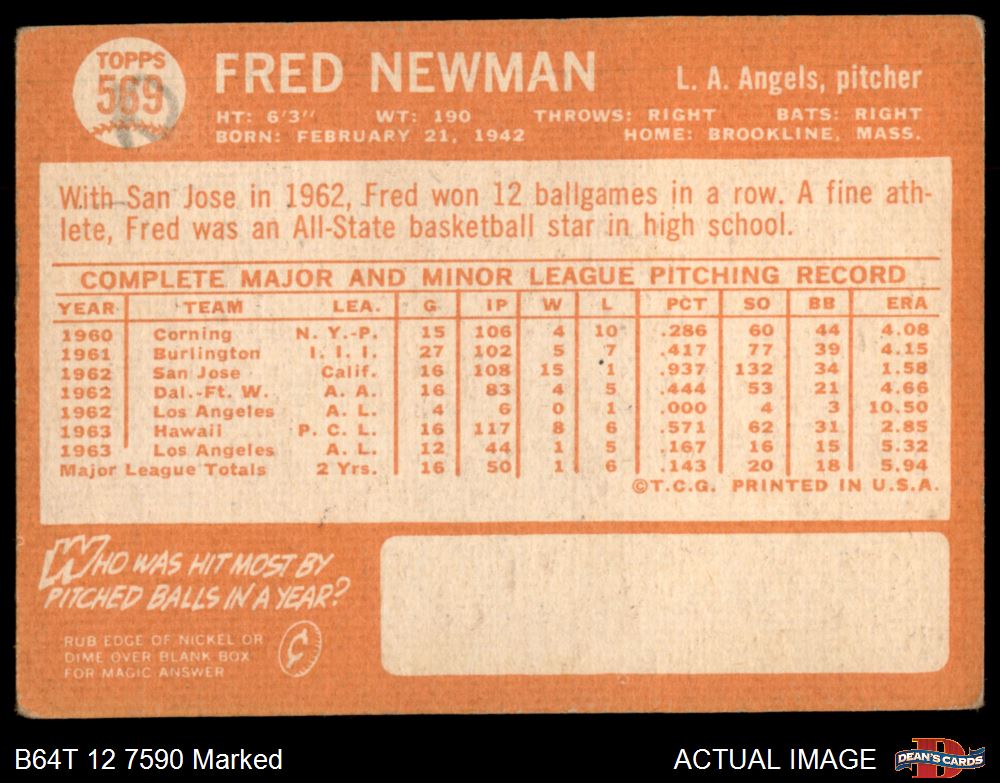 TOPPS
569
FRED NEWMAN
L. A. Angels, pitcher
HT: 6'3" WT: 190 THROWS: RIGHT BATS: RIGHT
BORN: FEBRUARY 21, 1942 HOME: BROOKLINE, MASS.
With San Jose in 1962, Fred won 12 ballgames in a row. A fine ath-
lete, Fred was an All-State basketball star in high school.
COMPLETE MAJOR AND MINOR LEAGUE PITCHING RECORD
YEAR TEAM LEA. G IP W L PCT SO BB ERA
1960 Corning N. Y.-P. 15 106 4 10 .286 60 44 4.08
1961 Burlington I. I. I. 27 102 5 7 .417 77 39 4.15
1962 San Jose Calif. 16 108 15 1 .937 132 34 1.58
1962 Dal.-Ft. W. A. A. 16 83 4 5 .444 53 21 4.66
1962 Los Angeles A. L. 4 6 0 1 .000 4 3 10.50
1963 Hawaii P. C. L. 16 117 8 6 .571 62 31 2.85
1963 Los Angeles A. L. 12 44 1 5 .167 16 15 5.32
Major League Totals 2 Yrs. 16 50 1 6 .143 20 18 5.94
©T.C.G. PRINTED IN U.S.A.
WHO WAS HIT MOST BY
PITCHED BALLS IN A YEAR?
RUB EDGE OF NICKEL OR
DIME OVER BLANK BOX
FOR MAGIC ANSWER
B64T 12 7590 Marked
ACTUAL IMAGE
DEAN'S CARDS